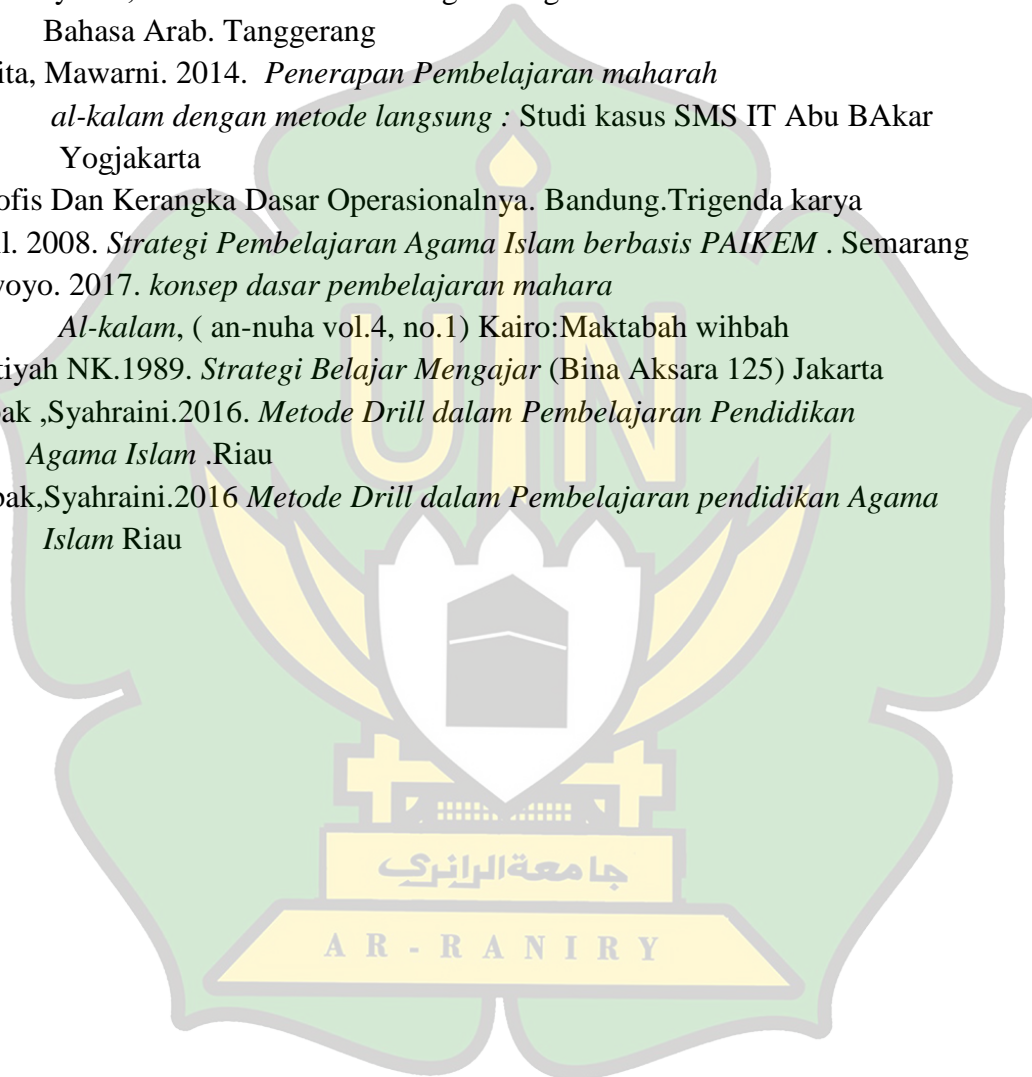 Bahasa Arab. Tanggerang
ita, Mawarni. 2014. Penerapan Pembelajaran maharah
al-kalam dengan metode langsung : Studi kasus SMS IT Abu BAkar
Yogjakarta
ofis Dan Kerangka Dasar Operasionalnya. Bandung.Trigenda karya
l. 2008. Strategi Pembelajaran Agama Islam berbasis PAIKEM . Semarang
oyo. 2017. konsep dasar pembelajaran mahara
Al-kalam, ( an-nuha vol.4, no.1) Kairo:Maktabah wihbah
tiyah NK.1989. Strategi Belajar Mengajar (Bina Aksara 125) Jakarta
ak ,Syahraini.2016. Metode Drill dalam Pembelajaran Pendidikan
Agama Islam .Riau
bak,Syahraini.2016 Metode Drill dalam Pembelajaran pendidikan Agama
Islam Riau
UIN
جامعةالرانري
AR-RANIRY